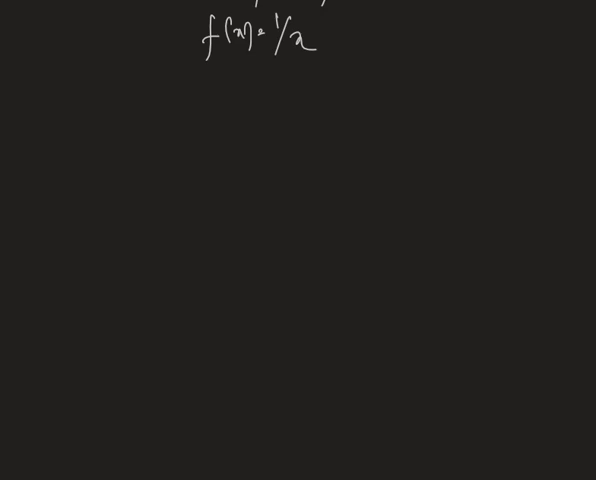 f(x) = 1/x